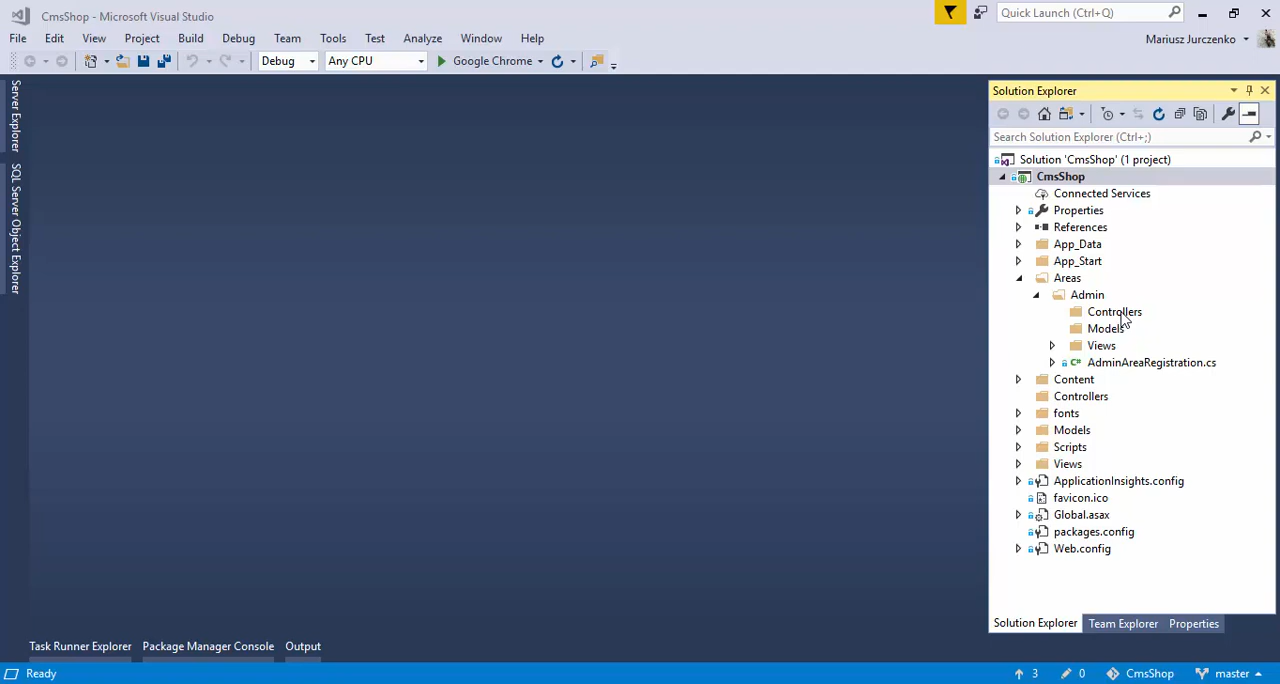 CmsShop - Microsoft Visual Studio
Quick Launch (Ctrl+Q)
File Edit View Project Build Debug Team Tools Test Analyze Window Help
Mariusz Jurczenko
Debug Any CPU Google Chrome
Server Explorer
SQL Server Object Explorer
Solution Explorer
Search Solution Explorer (Ctrl+;)
Solution 'CmsShop' (1 project)
CmsShop
Connected Services
Properties
References
App_Data
App_Start
Areas
Admin
Controllers
Models
Views
C# AdminAreaRegistration.cs
Content
Controllers
fonts
Models
Scripts
Views
ApplicationInsights.config
favicon.ico
Global.asax
packages.config
Web.config
Solution Explorer Team Explorer Properties
Task Runner Explorer Package Manager Console Output
Ready
3 0 CmsShop master